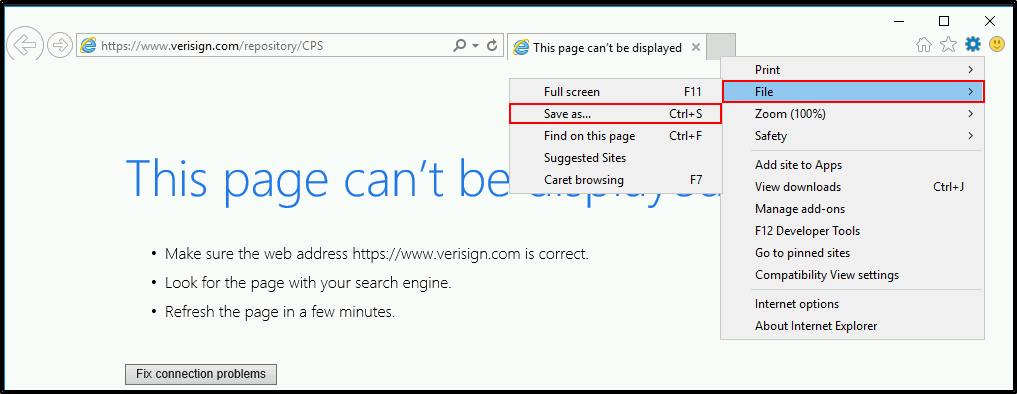 https://www.verisign.com/repository/CPS
This page can't be displayed
Print
File
Zoom (100%)
Safety
Add site to Apps
View downloads Ctrl+J
Manage add-ons
F12 Developer Tools
Go to pinned sites
Compatibility View settings
Internet options
About Internet Explorer
Full screen F11
Save as... Ctrl+S
Find on this page Ctrl+F
Suggested Sites
Caret browsing F7
This page can't be displayed
• Make sure the web address https://www.verisign.com is correct.
• Look for the page with your search engine.
• Refresh the page in a few minutes.
Fix connection problems